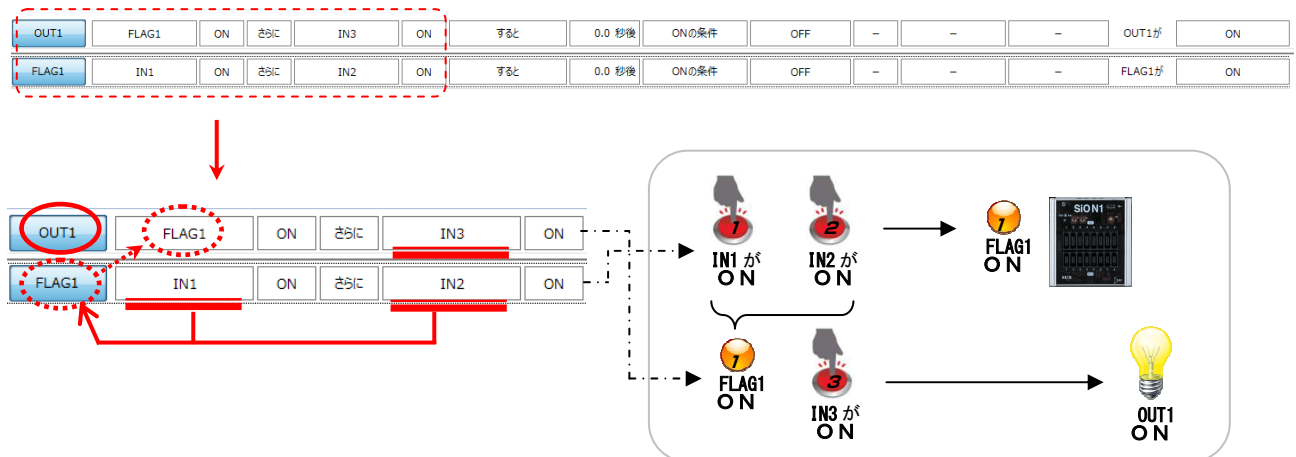 OUT1 FLAG1 ON さらに IN3 ON すると 0.0 秒後 ONの条件 OFF － － － OUT1が ON
FLAG1 IN1 ON さらに IN2 ON すると 0.0 秒後 ONの条件 OFF － － － FLAG1が ON
OUT1 FLAG1 ON さらに IN3 ON
FLAG1 IN1 ON さらに IN2 ON
1 2 1 SiON1
IN1 が IN2 が FLAG1
ＯＮ ＯＮ ＯＮ
1 3
FLAG1
ＯＮ
IN3 が
ＯＮ
OUT1
ＯＮ